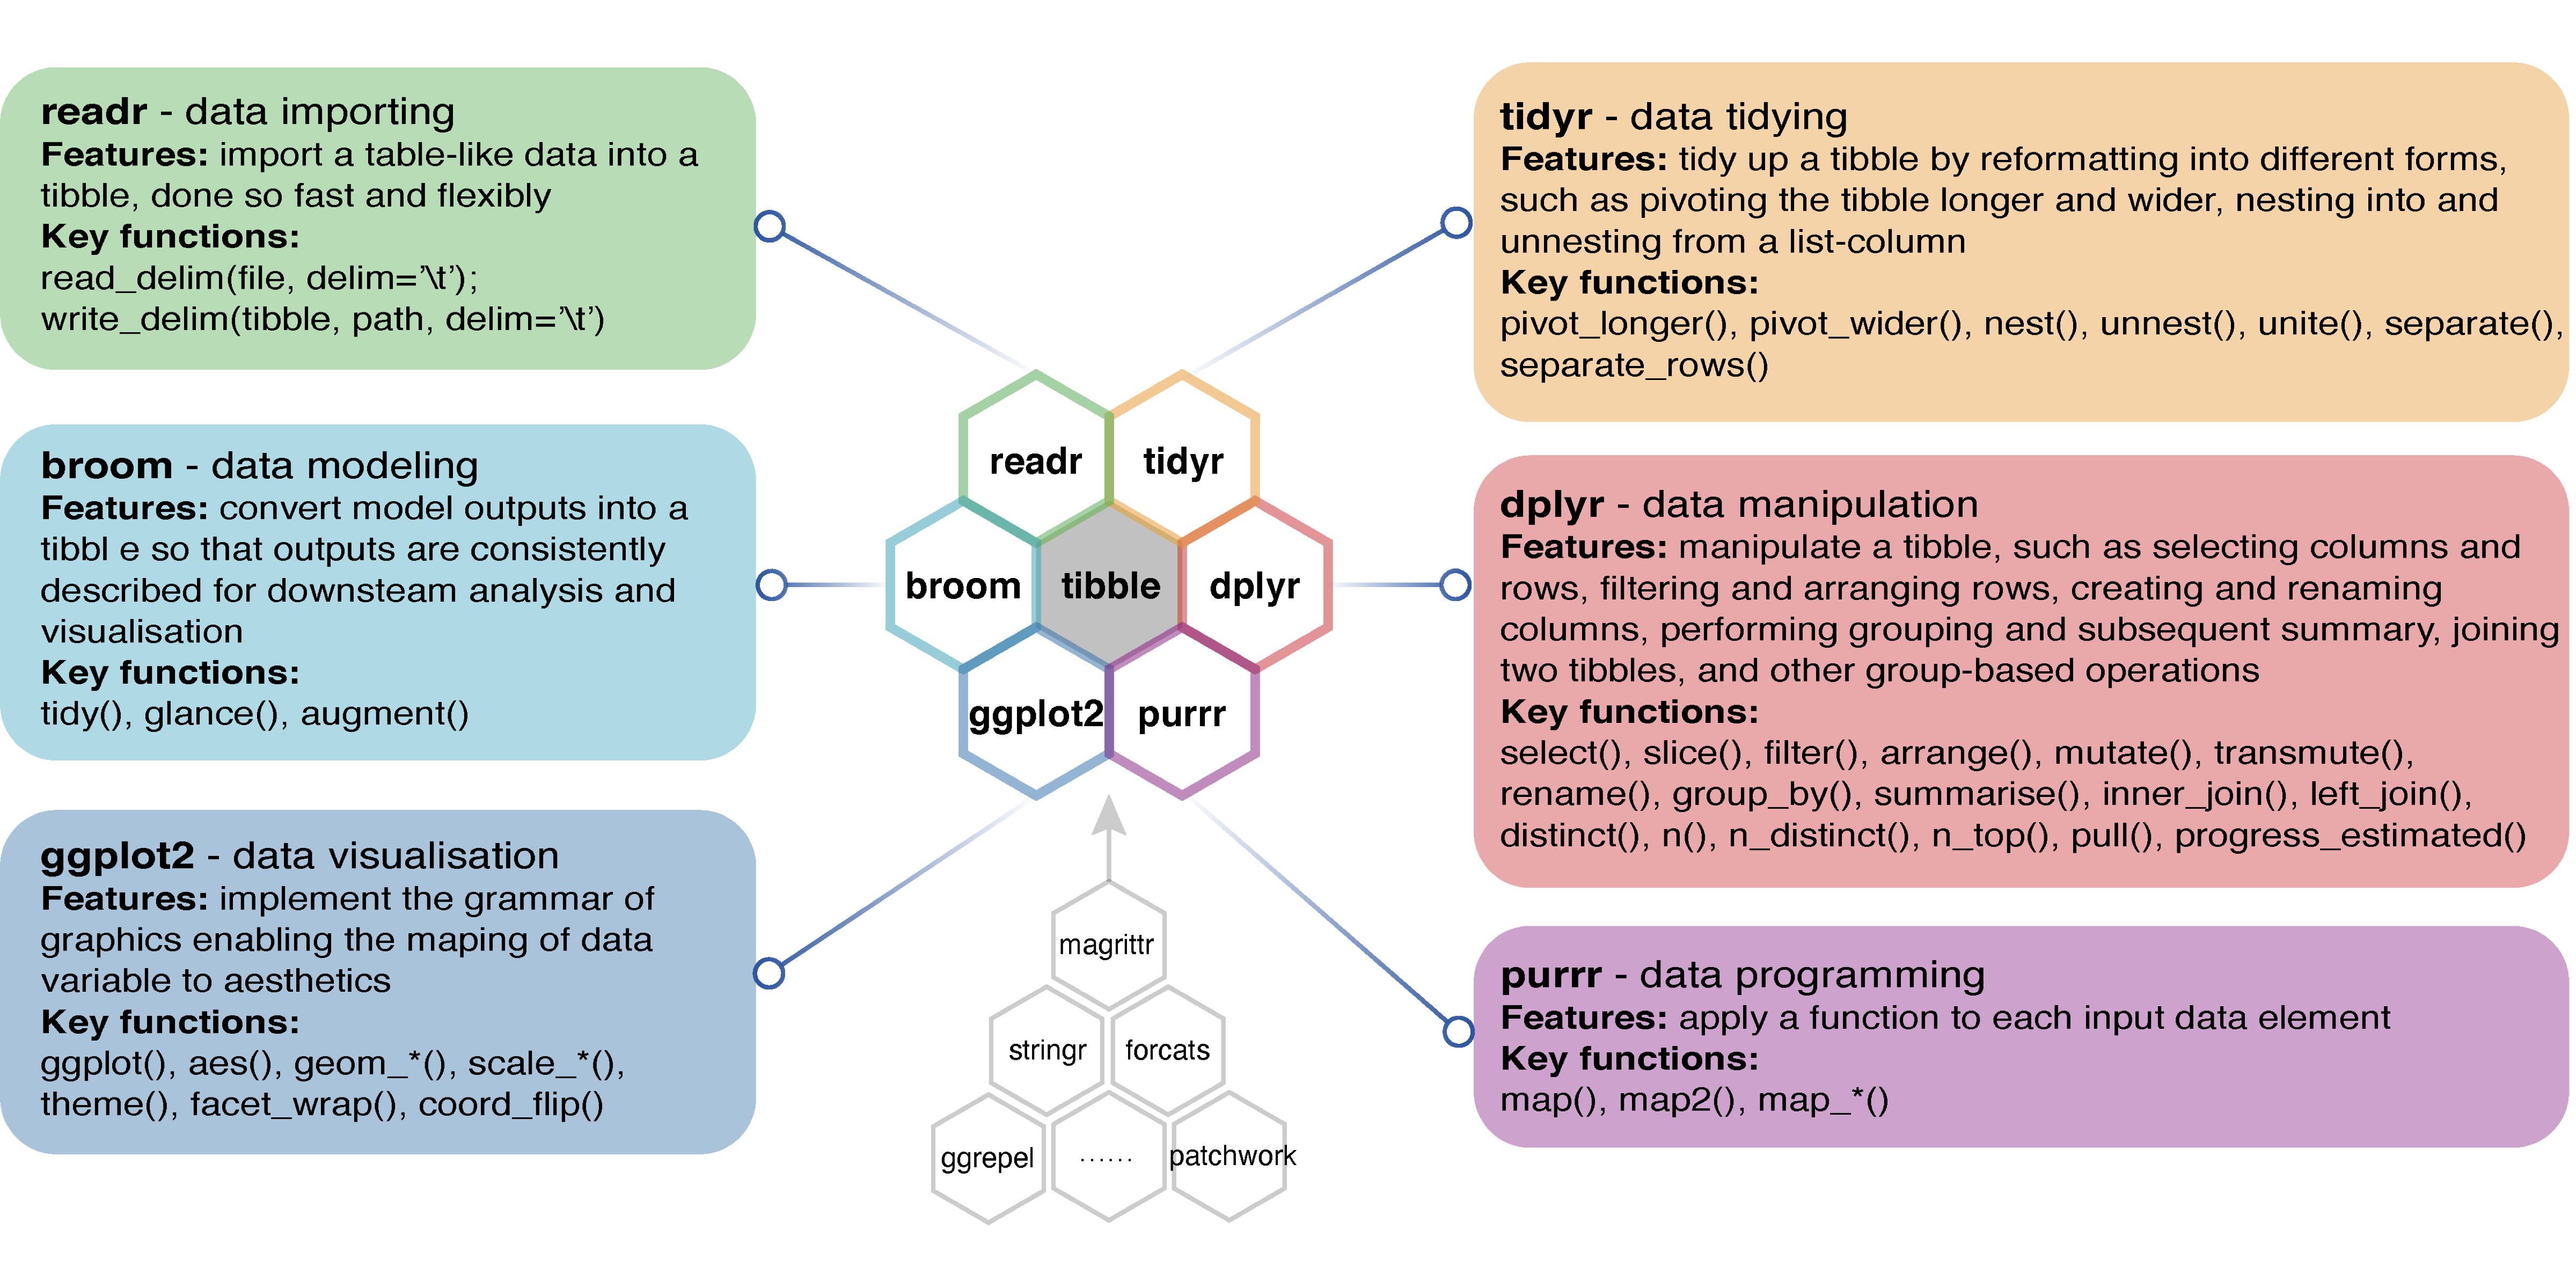 readr - data importing
Features: import a table-like data into a
tibble, done so fast and flexibly
Key functions:
read_delim(file, delim=’\t’);
write_delim(tibble, path, delim=’\t’)
broom - data modeling
Features: convert model outputs into a
tibbl e so that outputs are consistently
described for downsteam analysis and
visualisation
Key functions:
tidy(), glance(), augment()
ggplot2 - data visualisation
Features: implement the grammar of
graphics enabling the maping of data
variable to aesthetics
Key functions:
ggplot(), aes(), geom_*(), scale_*(),
theme(), facet_wrap(), coord_flip()
readr
tidyr
broom
tibble
dplyr
ggplot2
purrr
magrittr
stringr
forcats
ggrepel
......
patchwork
tidyr - data tidying
Features: tidy up a tibble by reformatting into different forms,
such as pivoting the tibble longer and wider, nesting into and
unnesting from a list-column
Key functions:
pivot_longer(), pivot_wider(), nest(), unnest(), unite(), separate(),
separate_rows()
dplyr - data manipulation
Features: manipulate a tibble, such as selecting columns and
rows, filtering and arranging rows, creating and renaming
columns, performing grouping and subsequent summary, joining
two tibbles, and other group-based operations
Key functions:
select(), slice(), filter(), arrange(), mutate(), transmute(),
rename(), group_by(), summarise(), inner_join(), left_join(),
distinct(), n(), n_distinct(), n_top(), pull(), progress_estimated()
purrr - data programming
Features: apply a function to each input data element
Key functions:
map(), map2(), map_*()